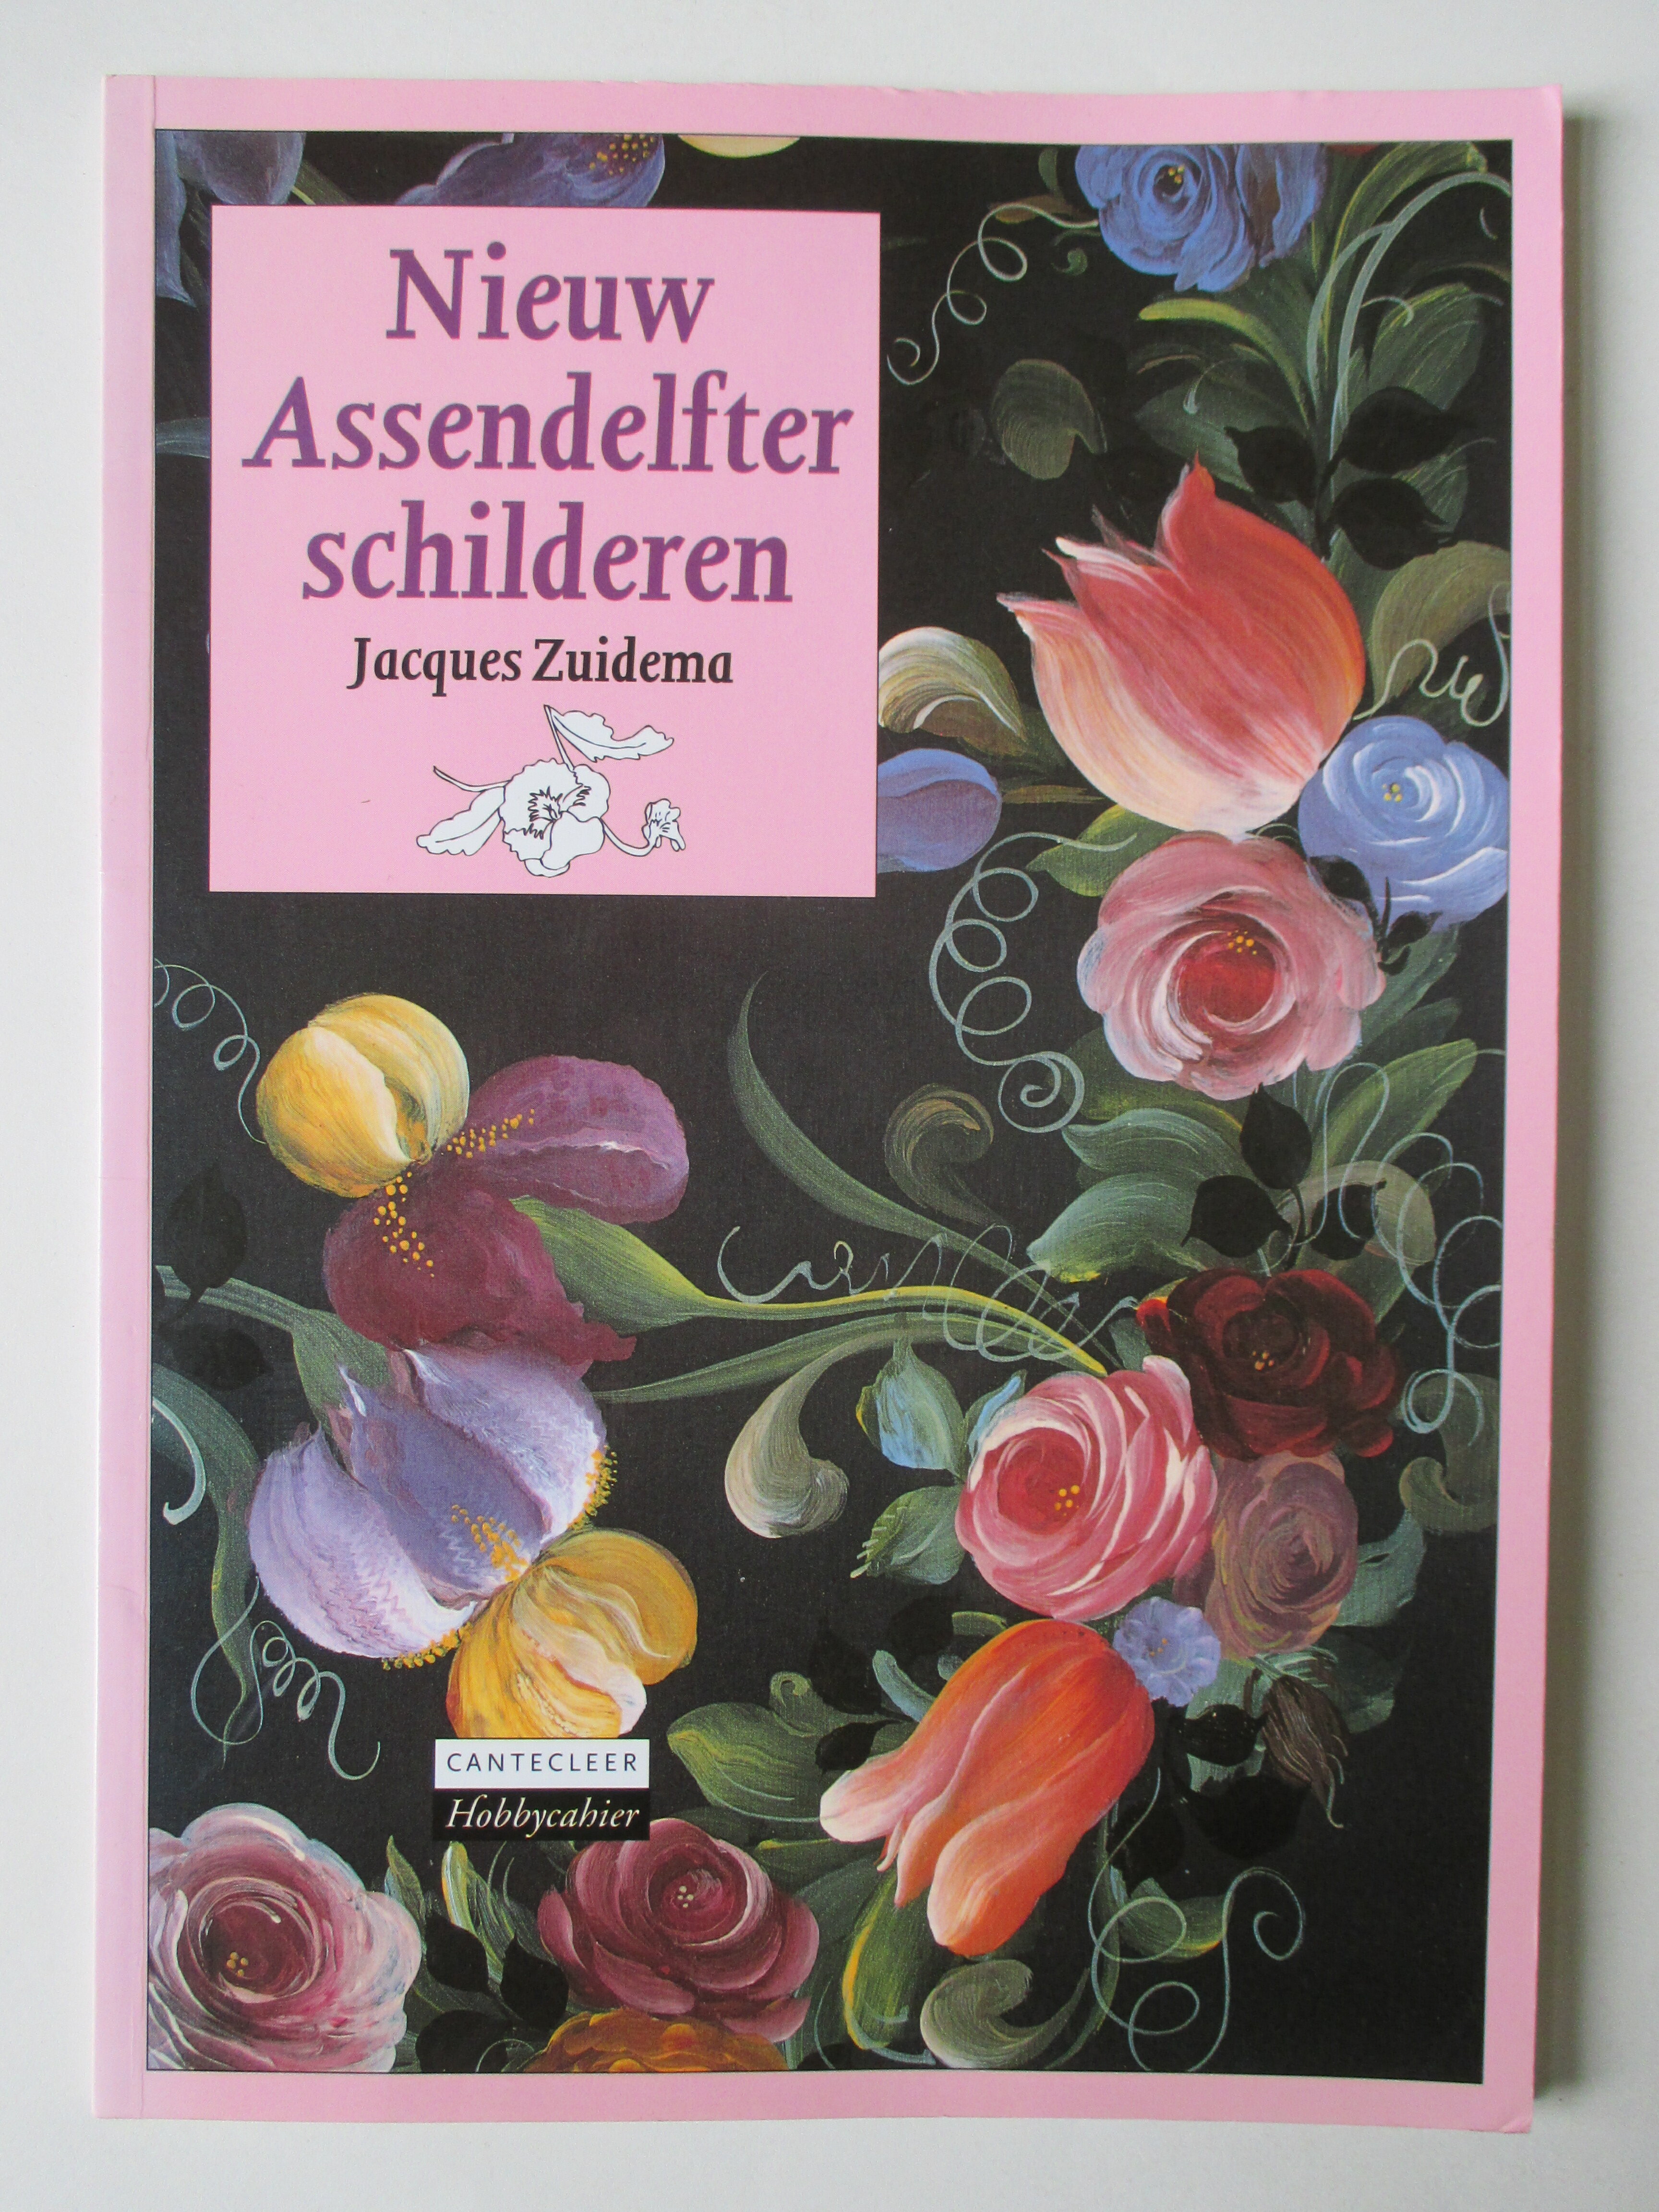 Nieuw
Assendelfter
schilderen
Jacques Zuidema
CANTECLEER
Hobbycahier